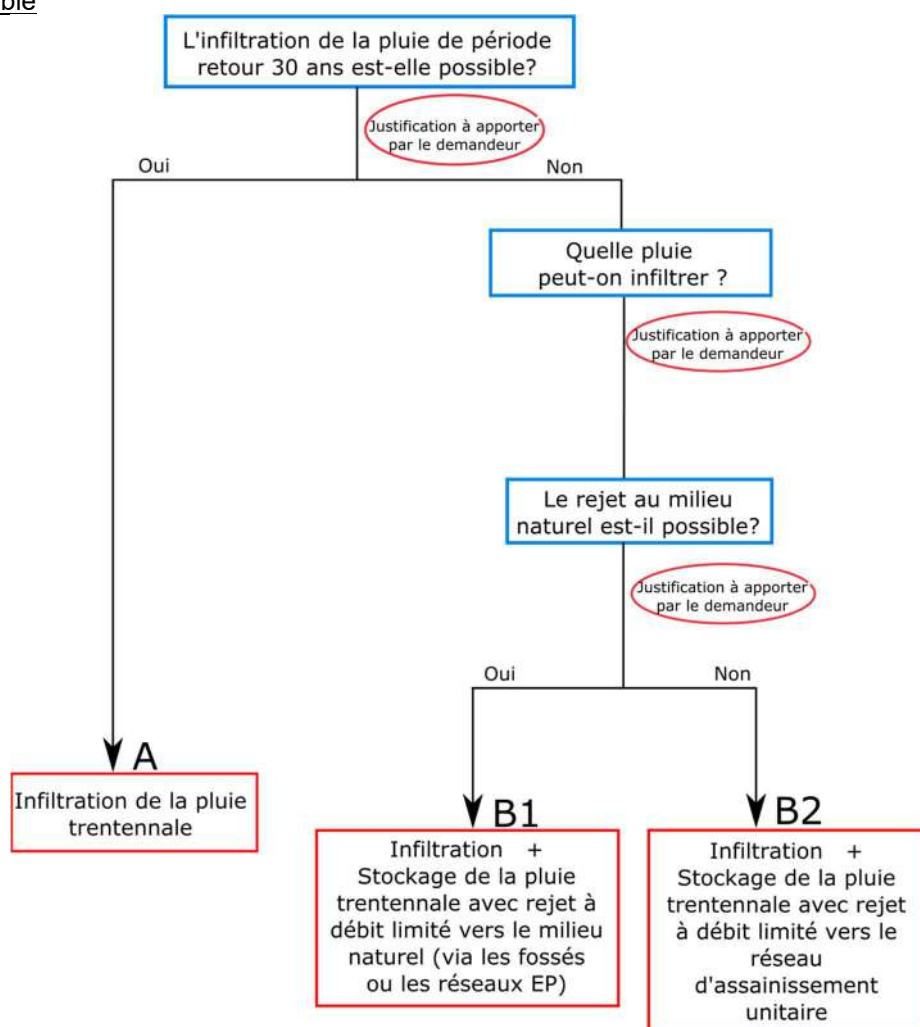 ble
L'infiltration de la pluie de période
retour 30 ans est-elle possible?
Justification à apporter
par le demandeur
Oui
Non
Quelle pluie
peut-on infiltrer ?
Justification à apporter
par le demandeur
Le rejet au milieu
naturel est-il possible?
Justification à apporter
par le demandeur
Oui
Non
A
Infiltration de la pluie
trentennale
B1
Infiltration +
Stockage de la pluie
trentennale avec rejet à
débit limité vers le milieu
naturel (via les fossés
ou les réseaux EP)
B2
Infiltration +
Stockage de la pluie
trentennale avec rejet
à débit limité vers le
réseau
d'assainissement
unitaire